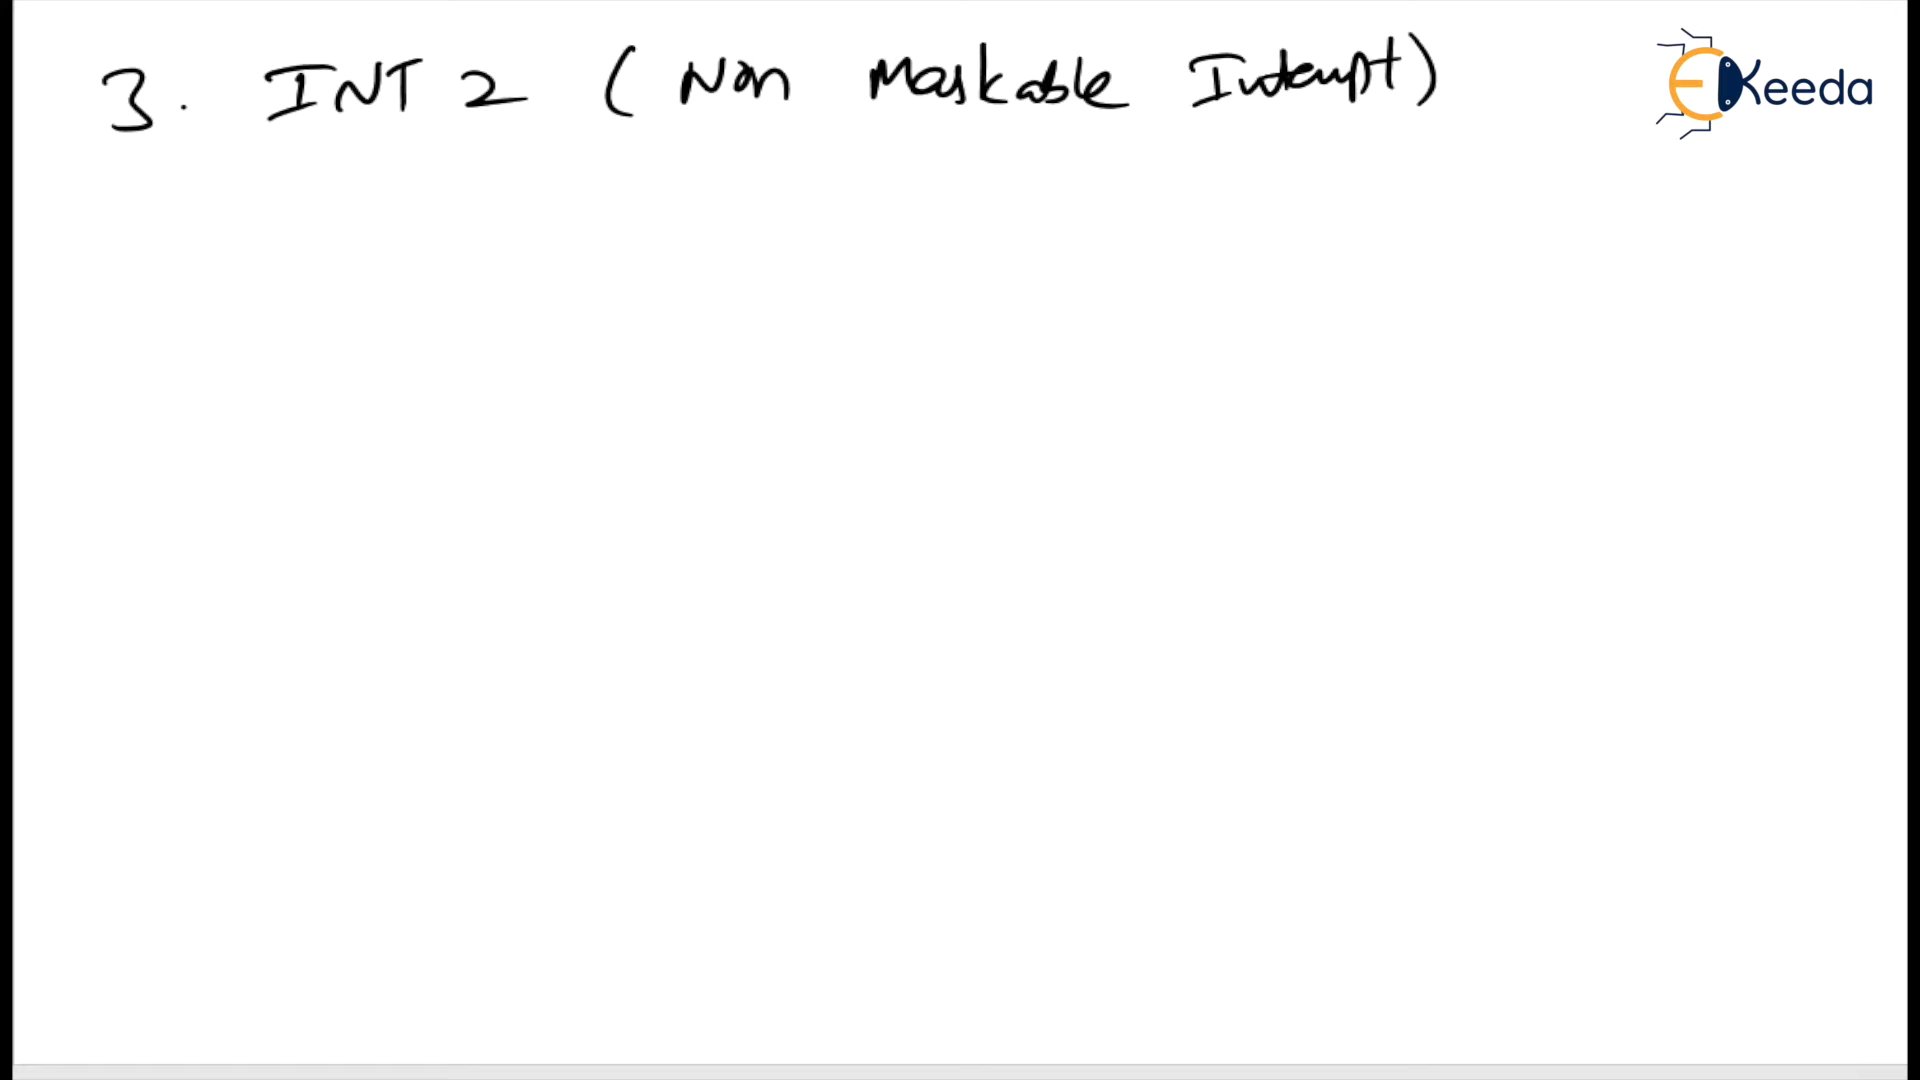 3. INT 2 (Non Maskable Interrupt)
EKeeda